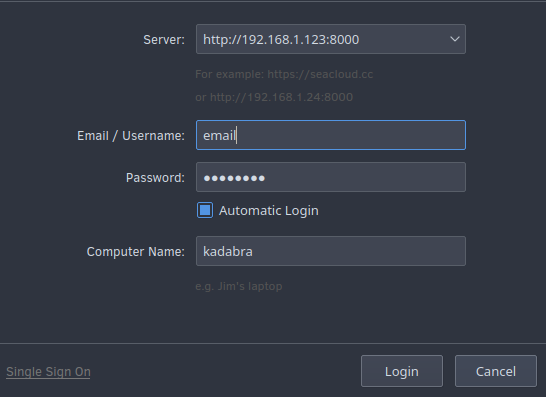 Server: http://192.168.1.123:8000
For example: https://seacloud.cc
or http://192.168.1.24:8000
Email / Username: email
Password: ●●●●●●●●
Automatic Login
Computer Name: kadabra
e.g. Jim's laptop
Single Sign On Login Cancel